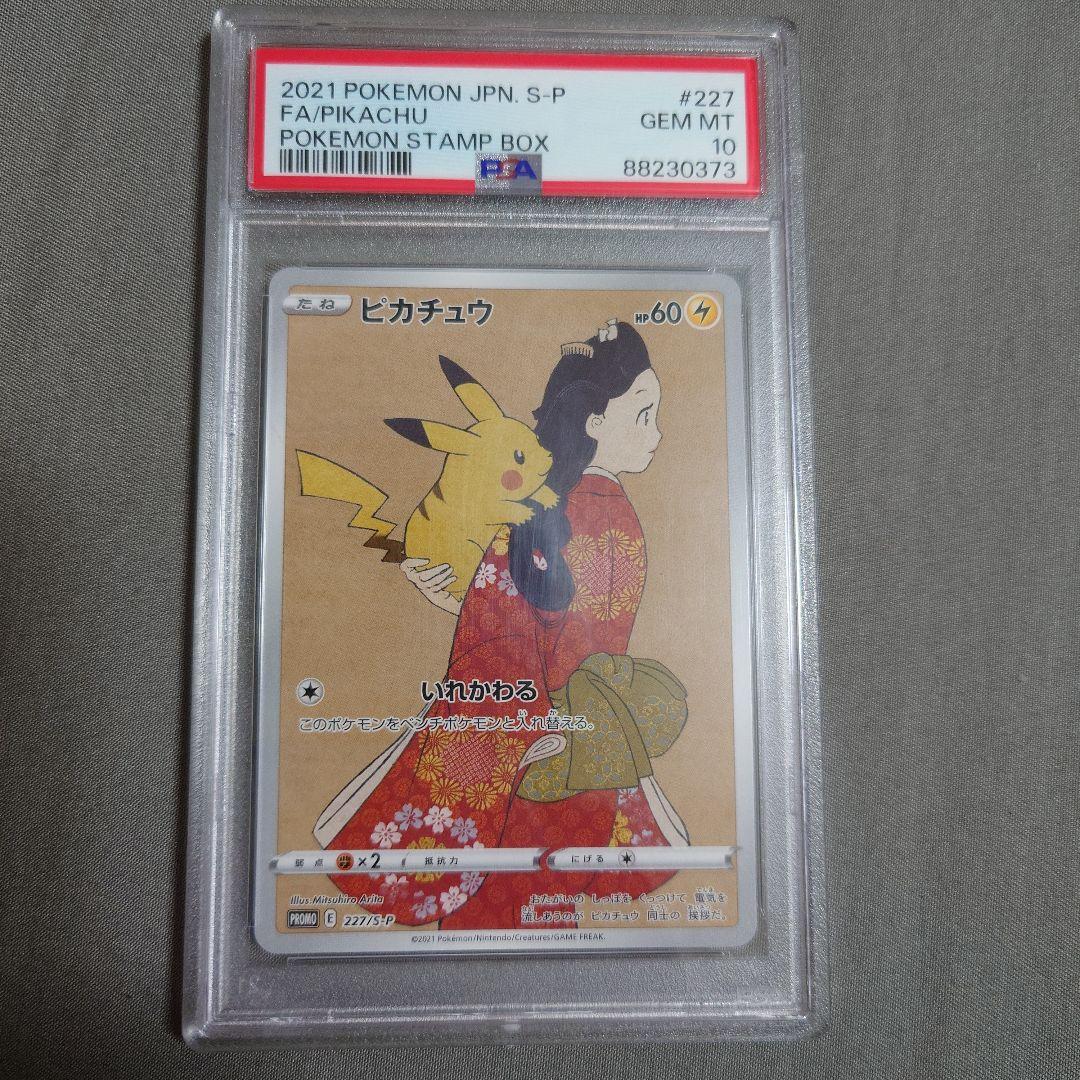 2021 POKEMON JPN. S-P #227
FA/PIKACHU GEM MT
POKEMON STAMP BOX 10
PSA 88230373
たね ピカチュウ HP60
いれかわる
このポケモンをベンチポケモンと入れ替える。
弱点 ×2 抵抗力 にげる
Illus. Mitsuhiro Arita
おたがいの しっぽを くっつけて 電気を
PROMO E 227/S-P 流しあうのが ピカチュウ 同士の 挨拶だ。
©2021 Pokémon/Nintendo/Creatures/GAME FREAK.